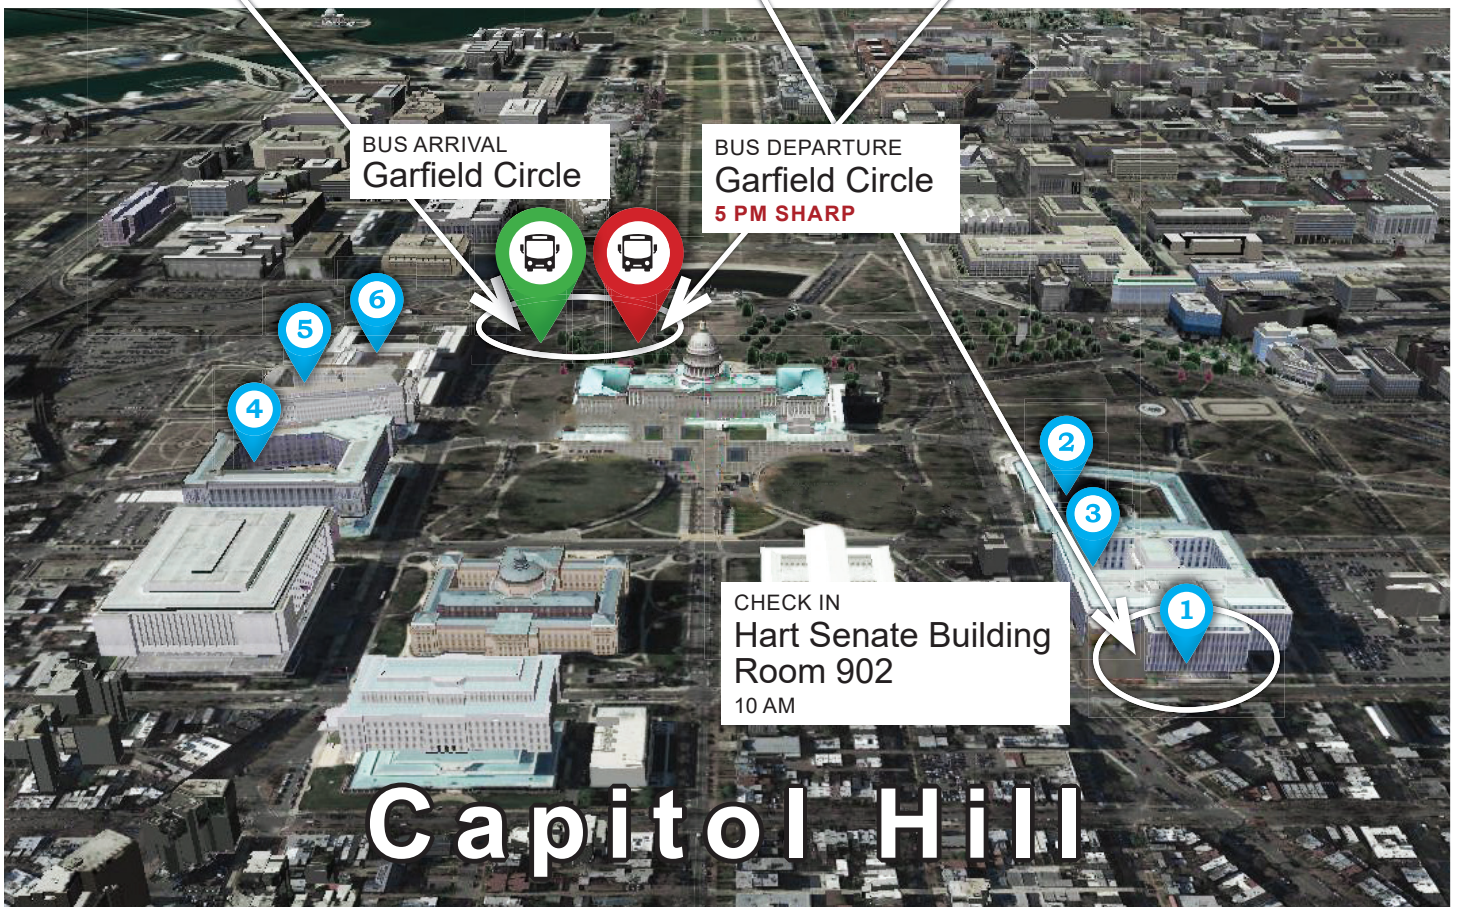 BUS ARRIVAL
Garfield Circle
BUS DEPARTURE
Garfield Circle
5 PM SHARP
6
5
4
2
3
1
CHECK IN
Hart Senate Building
Room 902
10 AM
Capitol Hill